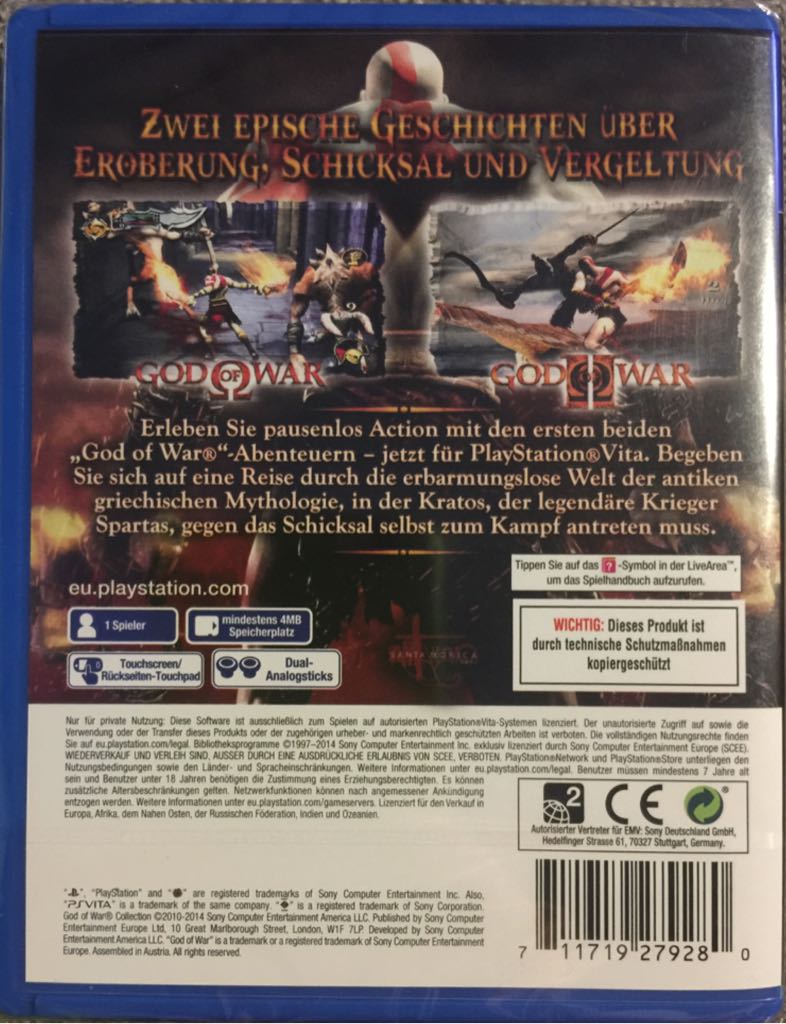 ZWEI EPISCHE GESCHICHTEN ÜBER
EROBERUNG, SCHICKSAL UND VERGELTUNG
GOD OF WAR
GOD II OF WAR
Erleben Sie pausenlos Action mit den ersten beiden
„God of War®“-Abenteuern – jetzt für PlayStation®Vita. Begeben
Sie sich auf eine Reise durch die erbarmungslose Welt der antiken
griechischen Mythologie, in der Kratos, der legendäre Krieger
Spartas, gegen das Schicksal selbst zum Kampf antreten muss.
eu.playstation.com
Tippen Sie auf das ? -Symbol in der LiveArea™,
um das Spielhandbuch aufzurufen.
1 Spieler
mindestens 4MB
Speicherplatz
Touchscreen/
Rückseiten-Touchpad
Dual-
Analogsticks
SANTA MONICA
WICHTIG: Dieses Produkt ist
durch technische Schutzmaßnahmen
kopiergeschützt
Nur für private Nutzung: Diese Software ist ausschließlich zum Spielen auf autorisierten PlayStation®Vita-Systemen lizenziert. Der unautorisierte Zugriff auf sowie die
Verwendung oder der Transfer dieses Produkts oder der zugehörigen urheber- und markenrechtlich geschützten Arbeiten ist verboten. Die vollständigen Nutzungsrechte finden
Sie auf eu.playstation.com/legal. Bibliotheksprogramme ©1997–2014 Sony Computer Entertainment Inc. exklusiv lizenziert durch Sony Computer Entertainment Europe (SCEE).
WIEDERVERKAUF UND VERLEIH SIND, AUSSER DURCH EINE AUSDRÜCKLICHE ERLAUBNIS VON SCEE, VERBOTEN. PlayStation®Network und PlayStation®Store unterliegen den
Nutzungsbedingungen sowie den Länder- und Spracheinschränkungen. Weitere Informationen unter eu.playstation.com/legal. Benutzer müssen mindestens 7 Jahre alt
sein und Benutzer unter 18 Jahren benötigen die Zustimmung eines Erziehungsberechtigten. Es können
zusätzliche Altersbeschränkungen gelten. Netzwerkfunktionen können nach angemessener Ankündigung
entzogen werden. Weitere Informationen unter eu.playstation.com/gameservers. Lizenziert für den Verkauf in
Europa, Afrika, dem Nahen Osten, der Russischen Föderation, Indien und Ozeanien.
2 CE ®
Autorisierter Vertreter für EMV: Sony Deutschland GmbH,
Hedelfinger Strasse 61, 70327 Stuttgart, Germany.
"PS", "PlayStation" and " " are registered trademarks of Sony Computer Entertainment Inc. Also,
"PSVITA" is a trademark of the same company. " " is a registered trademark of Sony Corporation.
God of War® Collection ©2010-2014 Sony Computer Entertainment America LLC. Published by Sony Computer
Entertainment Europe Ltd, 10 Great Marlborough Street, London, W1F 7LP. Developed by Sony Computer
Entertainment America LLC. "God of War" is a trademark or a registered trademark of Sony Computer Entertainment
Europe. Assembled in Austria. All rights reserved.
7 11719 27928 0